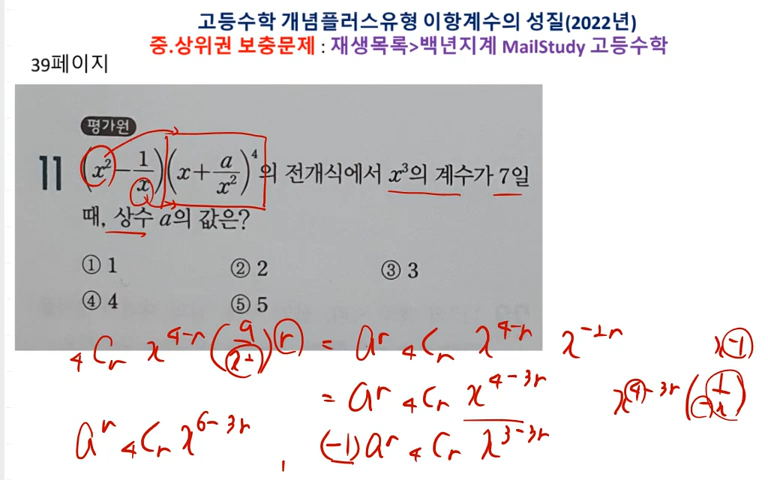 고등수학 개념플러스유형 이항계수의 성질(2022년)
중.상위권 보충문제 : 재생목록>백년지계 MailStudy 고등수학
39페이지
평가원
11 (x² − 1/x)(x + a/x²)⁴의 전개식에서 x³의 계수가 7일
때, 상수 a의 값은?
① 1 ② 2 ③ 3
④ 4 ⑤ 5
₄Cᵣ x⁴⁻ʳ (a/x²)ʳ = aʳ ₄Cᵣ x⁴⁻ʳ x⁻²ʳ
= aʳ ₄Cᵣ x⁴⁻³ʳ x⁴⁻³ʳ(−1/x)
aʳ ₄Cᵣ x⁶⁻³ʳ , (−1)aʳ ₄Cᵣ x³⁻³ʳ